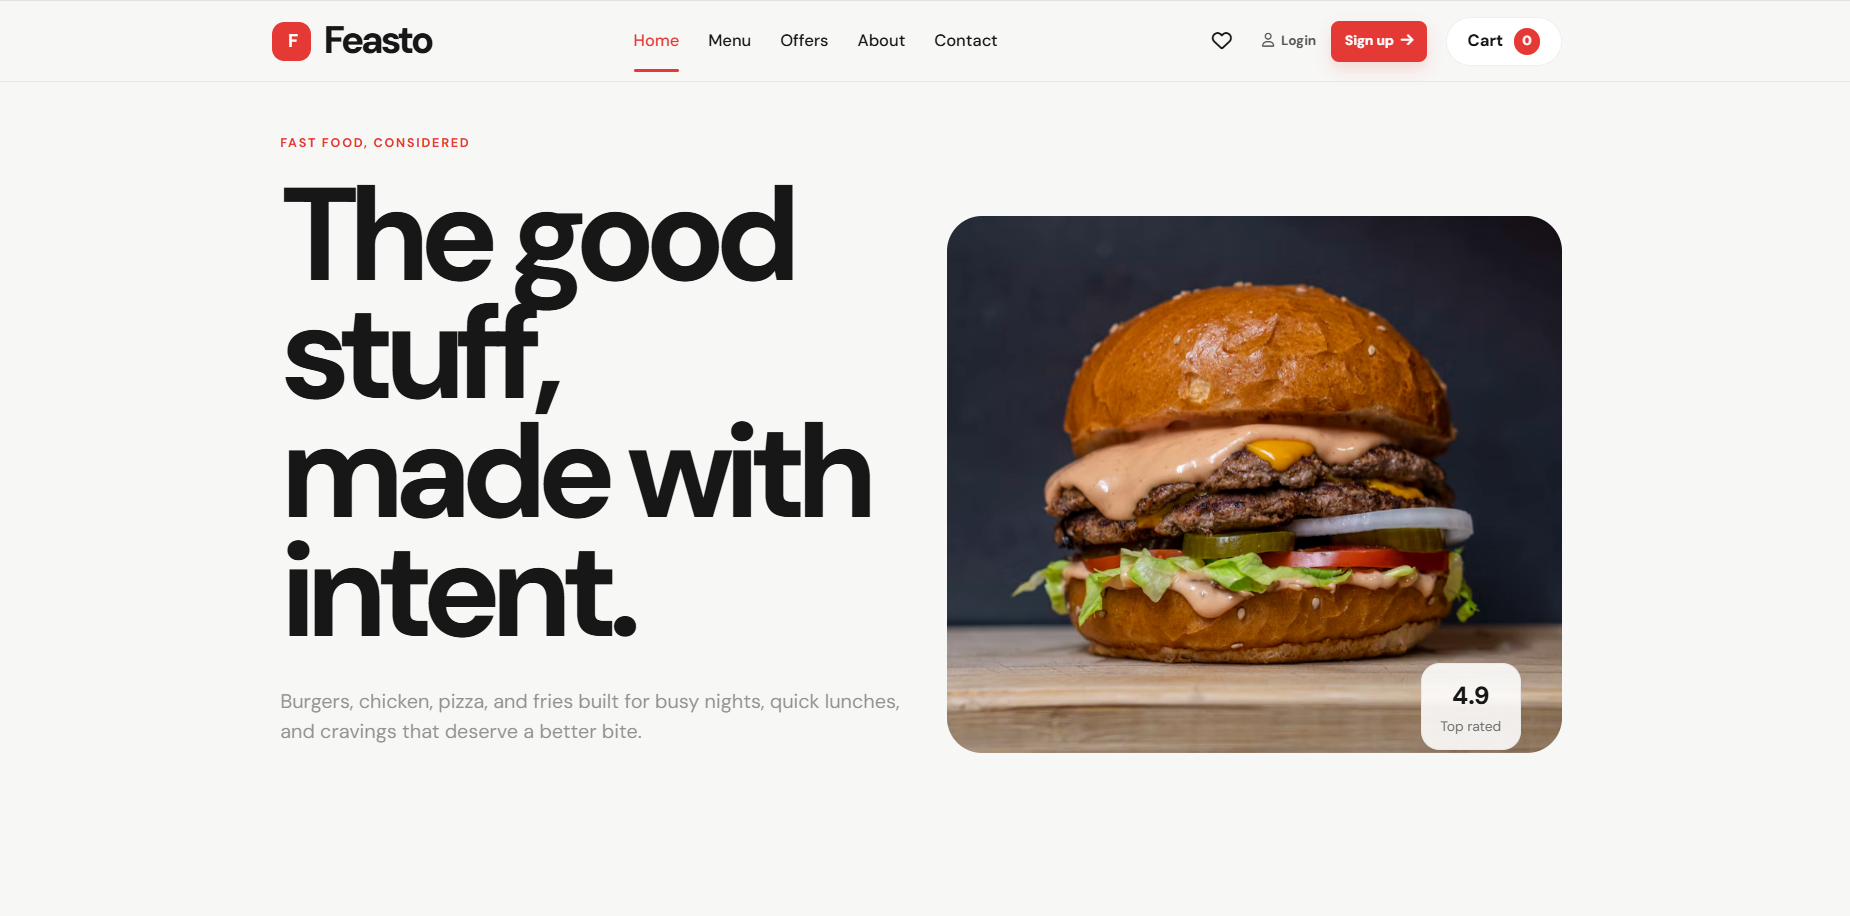 F Feasto Home Menu Offers About Contact Login Sign up → Cart 0
FAST FOOD, CONSIDERED
The good
stuff,
made with
intent.
Burgers, chicken, pizza, and fries built for busy nights, quick lunches,
and cravings that deserve a better bite.
4.9
Top rated